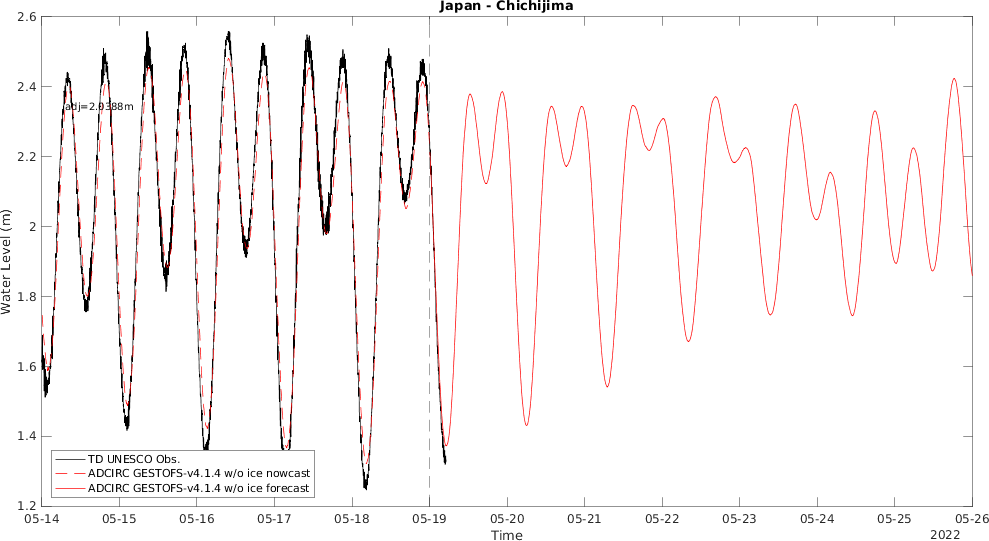 Japan - Chichijima
2.6
2.4
2.2
2
1.8
1.6
1.4
1.2
Water Level (m)
adj=2.0388m
TD UNESCO Obs.
ADCIRC GESTOFS-v4.1.4 w/o ice nowcast
ADCIRC GESTOFS-v4.1.4 w/o ice forecast
05-14 05-15 05-16 05-17 05-18 05-19 05-20 05-21 05-22 05-23 05-24 05-25 05-26
Time
2022